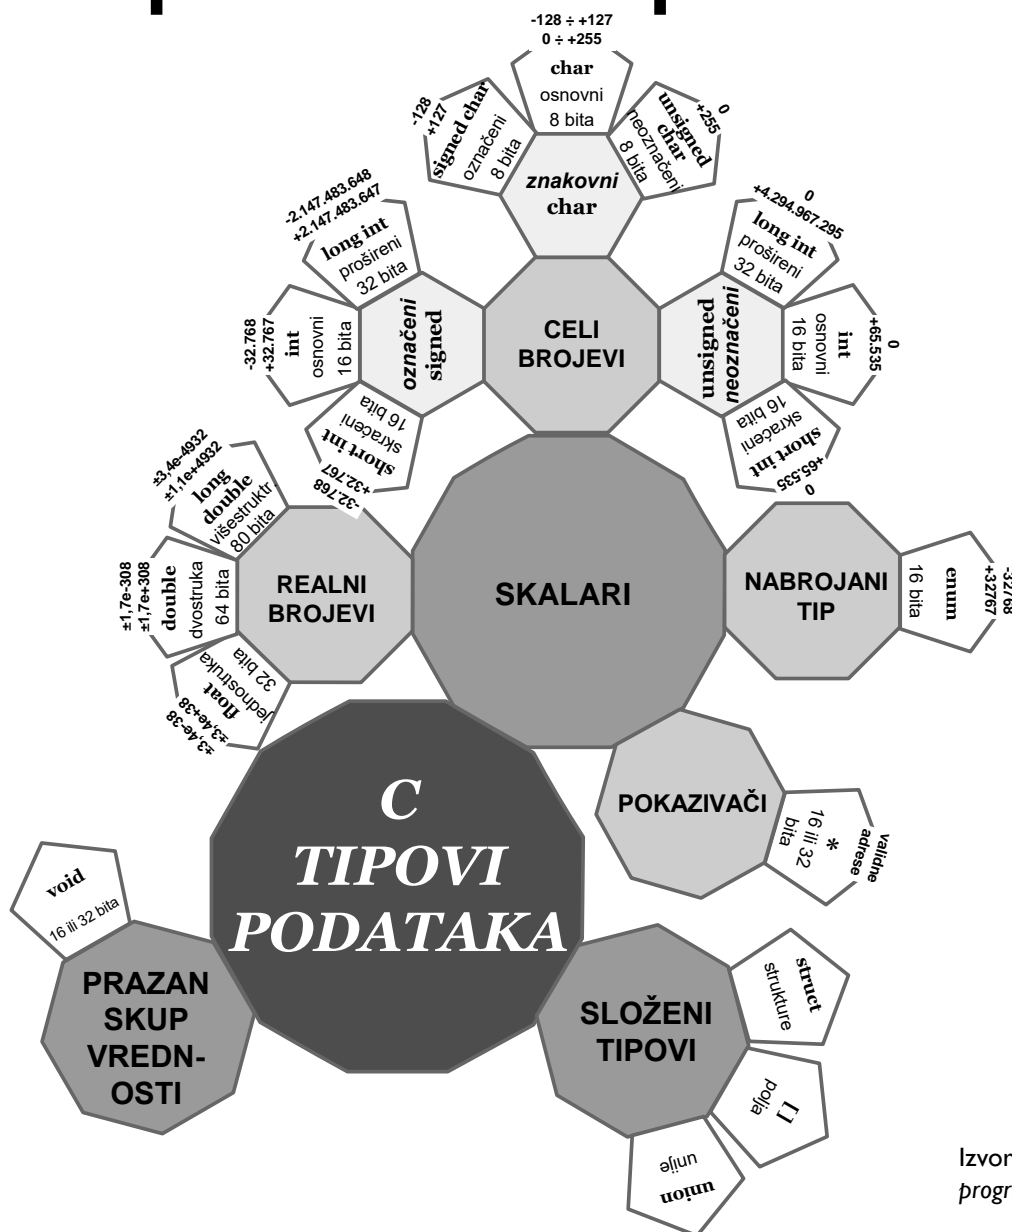 -128 ÷ +127
0 ÷ +255
char
osnovni
8 bita
-128
+127
signed char
označeni
8 bita
0
+255
unsigned
char
neoznačeni
8 bita
znakovni
char
-2.147.483.648
+2.147.483.647
long int
prošireni
32 bita
-32.768
+32.767
int
osnovni
16 bita
označeni
signed
16 bita
skraćeni
short int
+32.767
-32.768
CELI
BROJEVI
unsigned
neoznačeni
0
+4.294.967.295
long int
prošireni
32 bita
0
+65.535
int
osnovni
16 bita
16 bita
skraćeni
short int
+65.535
0
±3,4e-4932
±1,1e+4932
long
double
višestruktr.
80 bita
±1,7e-308
±1,7e+308
double
dvostruka
64 bita
32 bita
jednostruka
float
±3,4e+38
±3,4e-38
REALNI
BROJEVI
SKALARI
NABROJANI
TIP
-32768
+32767
enum
16 bita
POKAZIVAČI
validne
adrese
*
16 ili 32
bita
C
TIPOVI
PODATAKA
void
16 ili 32 bita
PRAZAN
SKUP
VREDN-
OSTI
SLOŽENI
TIPOVI
struct
strukture
[ ]
polja
unije
union
Izvor
progr